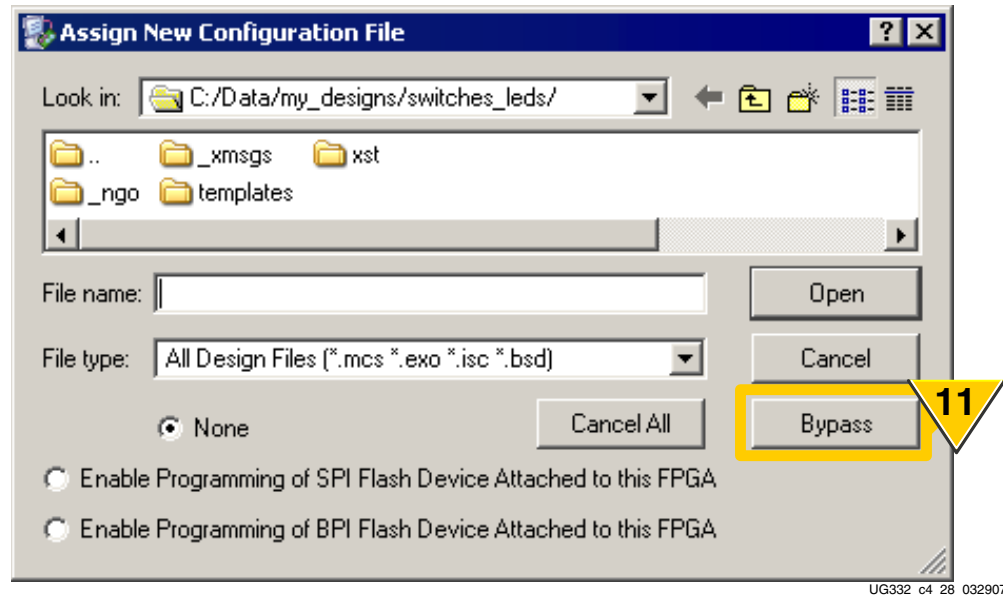 Assign New Configuration File
Look in: C:/Data/my_designs/switches_leds/
.. _xmsgs xst
_ngo templates
File name: Open
File type: All Design Files (*.mcs *.exo *.isc *.bsd) Cancel
None Cancel All Bypass 11
Enable Programming of SPI Flash Device Attached to this FPGA
Enable Programming of BPI Flash Device Attached to this FPGA
UG332_c4_28_032907